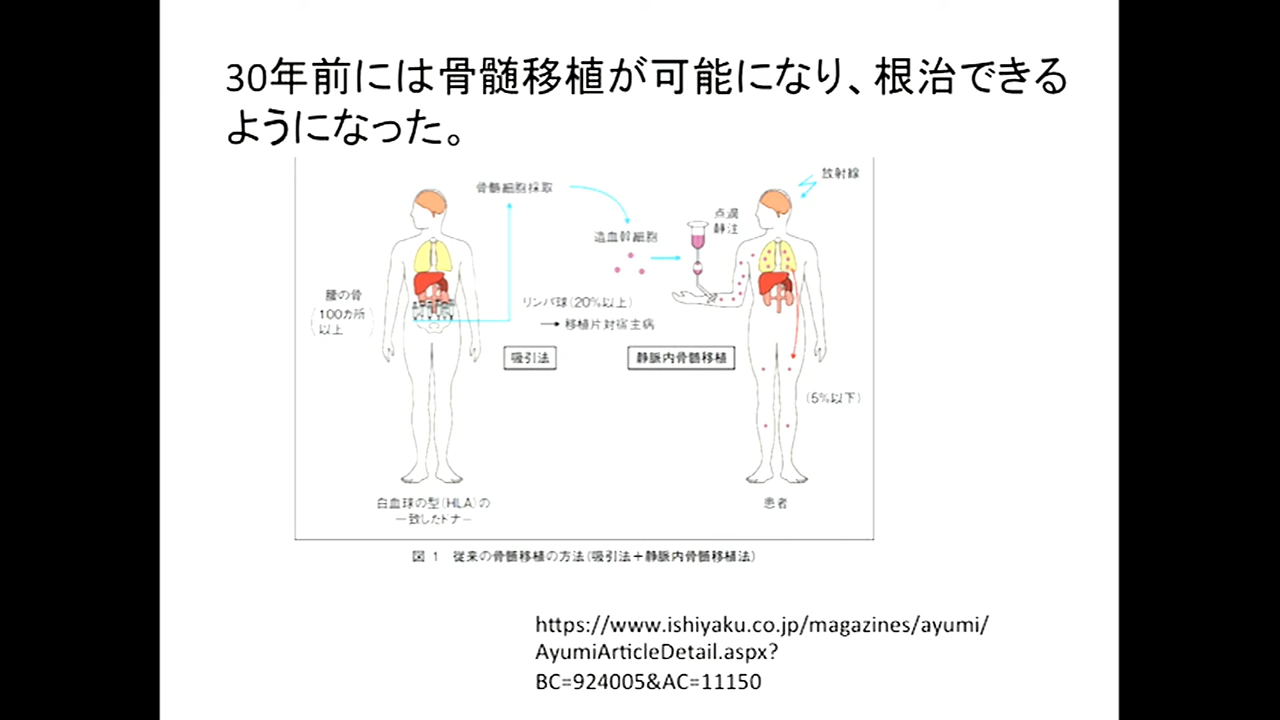 30年前には骨髄移植が可能になり、根治できる
ようになった。
骨髄細胞採取
放射線
点滴
静注
造血幹細胞
腰の骨
(100カ所
以上)
リンパ球(20%以上)
→移植片対宿主病
吸引法
静脈内骨髄移植
(5%以下)
白血球の型(HLA)の
一致したドナー
患者
図 1 従来の骨髄移植の方法(吸引法+静脈内骨髄移植法)
https://www.ishiyaku.co.jp/magazines/ayumi/
AyumiArticleDetail.aspx?
BC=924005&AC=11150